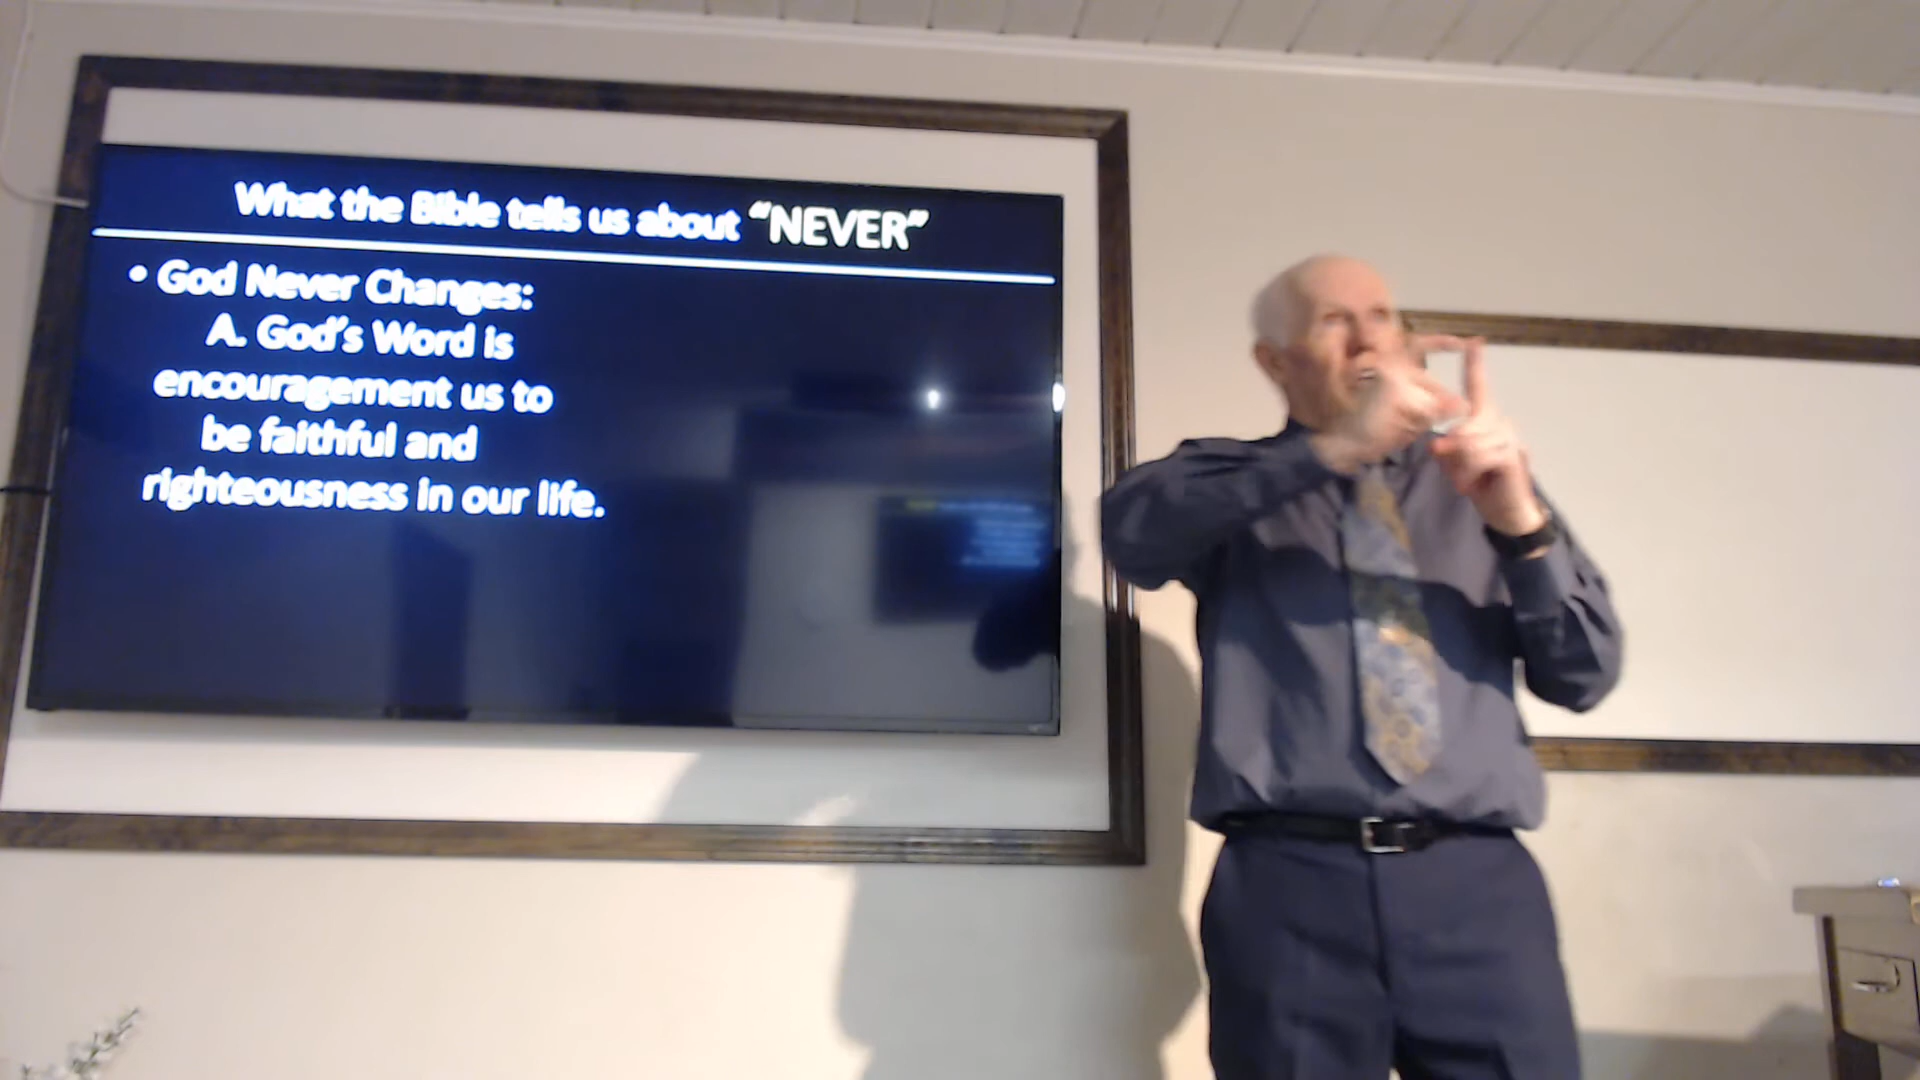 What the Bible tells us about “NEVER”
• God Never Changes:
A. God’s Word is
encouragement us to
be faithful and
righteousness in our life.